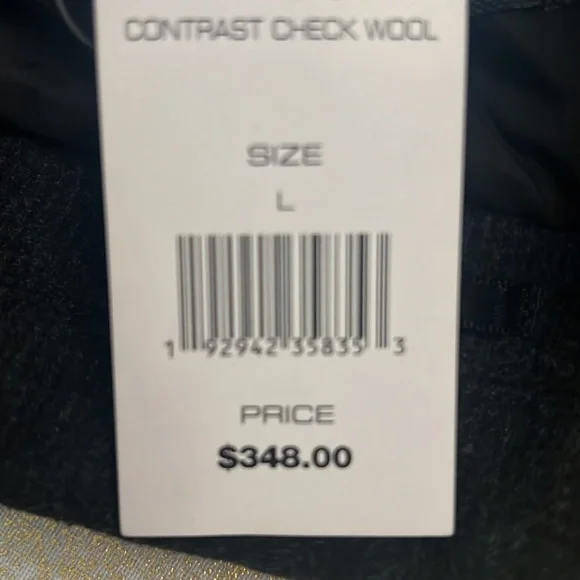 CONTRAST CHECK WOOL
SIZE
L
1 92942 35835 3
PRICE
$348.00